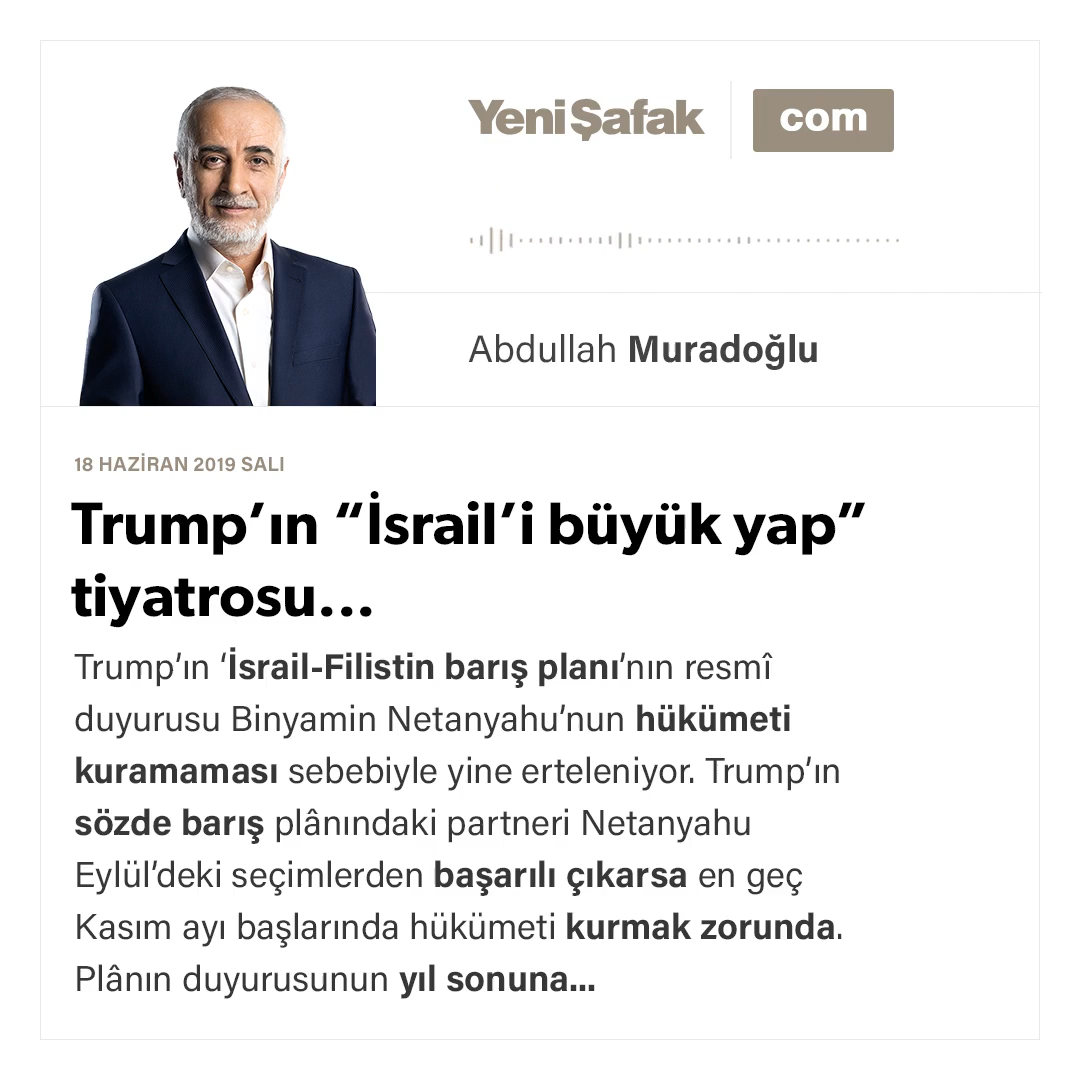 YeniŞafak
com
Abdullah Muradoğlu
18 HAZİRAN 2019 SALI
Trump’ın “İsrail’i büyük yap”
tiyatrosu...
Trump’ın ‘İsrail-Filistin barış planı’nın resmî
duyurusu Binyamin Netanyahu’nun hükümeti
kuramaması sebebiyle yine erteleniyor. Trump’ın
sözde barış plânındaki partneri Netanyahu
Eylül’deki seçimlerden başarılı çıkarsa en geç
Kasım ayı başlarında hükümeti kurmak zorunda.
Plânın duyurusunun yıl sonuna...